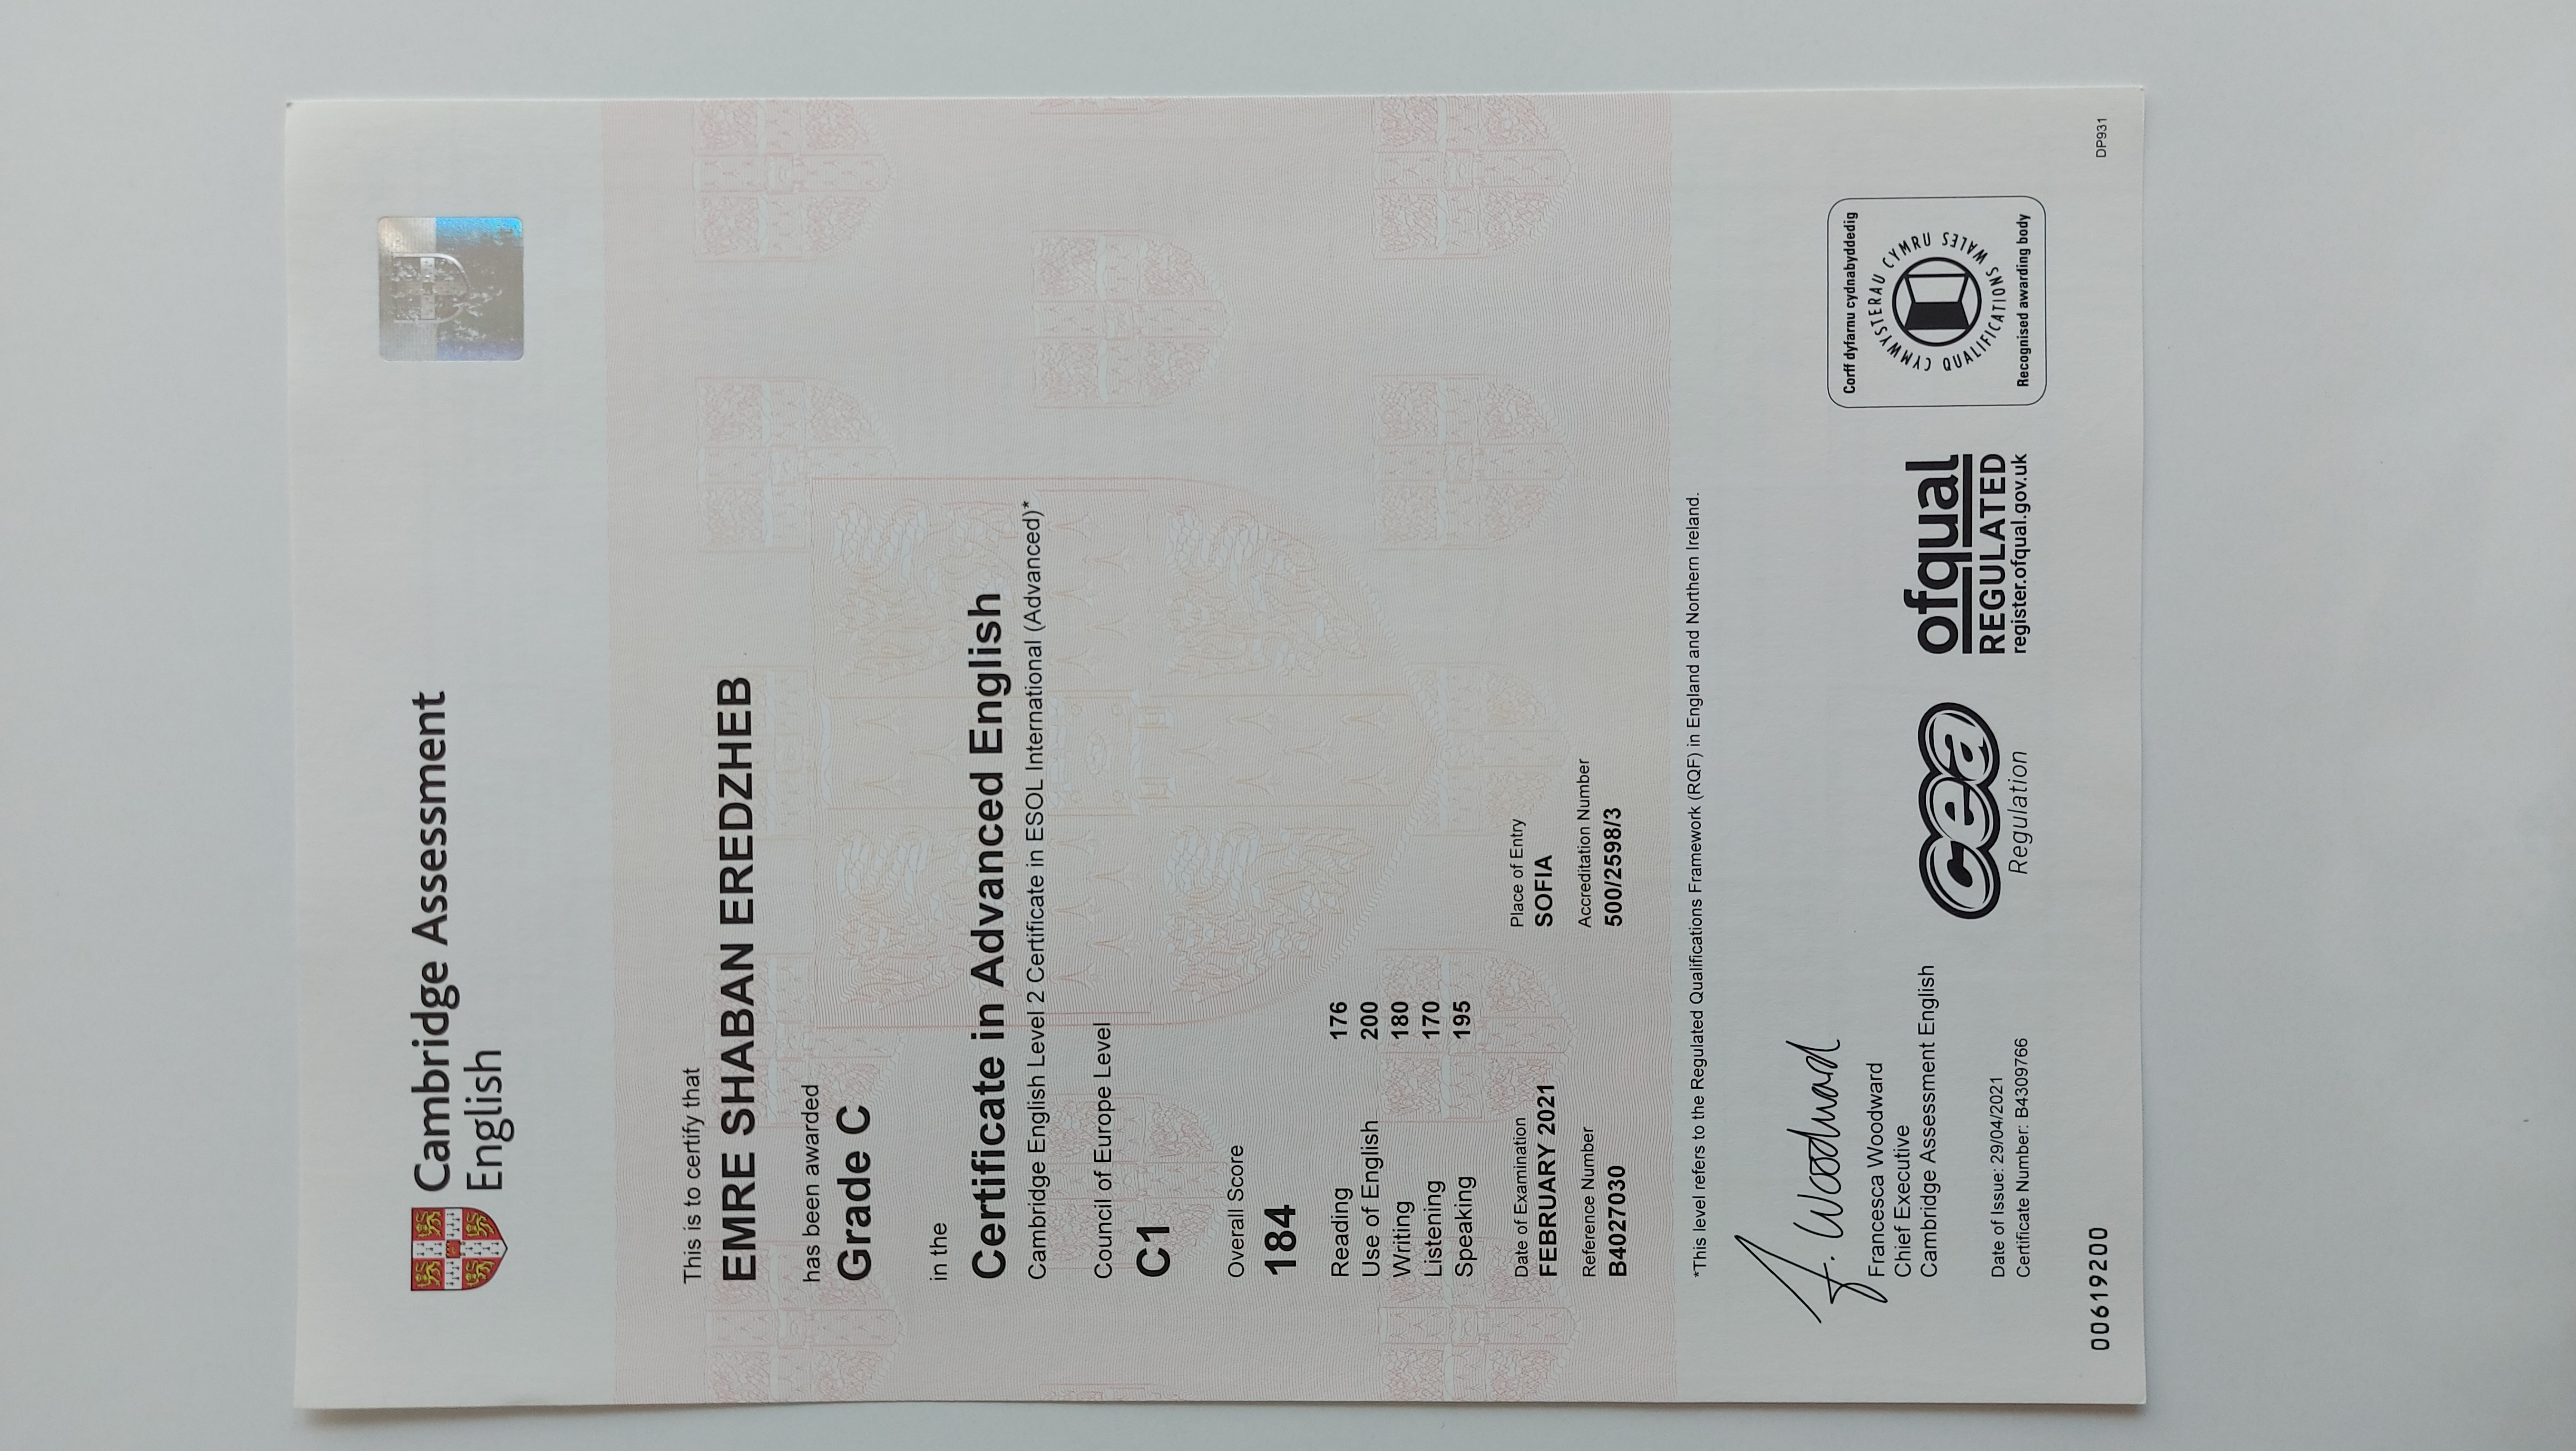 Cambridge Assessment
English
This is to certify that
EMRE SHABAN EREDZHEB
has been awarded
Grade C
in the
Certificate in Advanced English
Cambridge English Level 2 Certificate in ESOL International (Advanced)*
Council of Europe Level
C1
Overall Score
184
Reading 176
Use of English 200
Writing 180
Listening 170
Speaking 195
Date of Examination Place of Entry
FEBRUARY 2021 SOFIA
Reference Number Accreditation Number
B4027030 500/2598/3
*This level refers to the Regulated Qualifications Framework (RQF) in England and Northern Ireland.
F. Woodward
Francesca Woodward
Chief Executive
Cambridge Assessment English
Date of Issue: 29/04/2021
Certificate Number: B4309766
cea
Regulation
ofqual
REGULATED
register.ofqual.gov.uk
Corff dyfarnu cydnabyddedig
CYMWYSTERAU CYMRU
QUALIFICATIONS WALES
Recognised awarding body
00619200
DP931